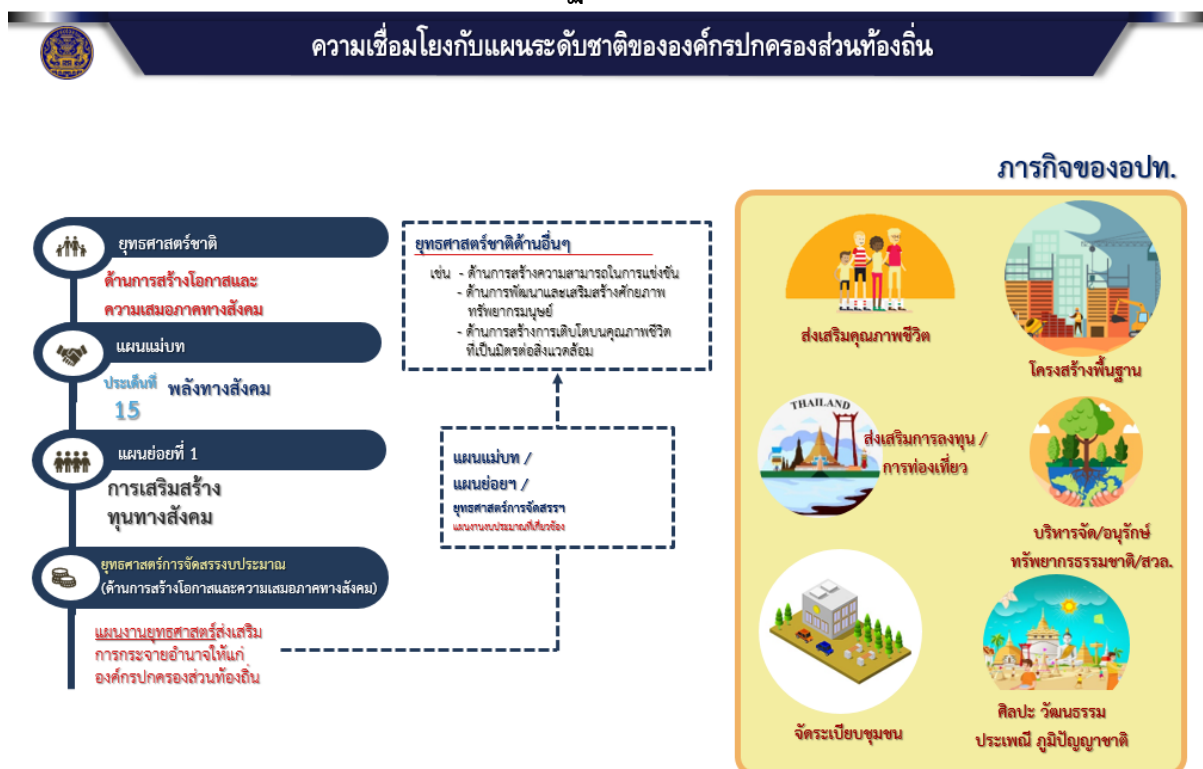 ความเชื่อมโยงกับแผนระดับชาติขององค์กรปกครองส่วนท้องถิ่น
ยุทธศาสตร์ชาติ
ด้านการสร้างโอกาสและ
ความเสมอภาคทางสังคม
แผนแม่บท
ประเด็นที่ พลังทางสังคม
15
แผนย่อยที่ 1
การเสริมสร้าง
ทุนทางสังคม
ยุทธศาสตร์การจัดสรรงบประมาณ
(ด้านการสร้างโอกาสและความเสมอภาคทางสังคม)
แผนงานยุทธศาสตร์ส่งเสริม
การกระจายอำนาจให้แก่
องค์กรปกครองส่วนท้องถิ่น
ยุทธศาสตร์ชาติด้านอื่นๆ
เช่น - ด้านการสร้างความสามารถในการแข่งขัน
- ด้านการพัฒนาและเสริมสร้างศักยภาพ
ทรัพยากรมนุษย์
- ด้านการสร้างการเติบโตบนคุณภาพชีวิต
ที่เป็นมิตรต่อสิ่งแวดล้อม
แผนแม่บท /
แผนย่อยฯ /
ยุทธศาสตร์การจัดสรรฯ
แผนงานงบประมาณที่เกี่ยวข้อง
ภารกิจของอปท.
ส่งเสริมคุณภาพชีวิต
โครงสร้างพื้นฐาน
THAILAND
ส่งเสริมการลงทุน /
การท่องเที่ยว
บริหารจัด/อนุรักษ์
ทรัพยากรธรรมชาติ/สวล.
จัดระเบียบชุมชน
ศิลปะ วัฒนธรรม
ประเพณี ภูมิปัญญาชาติ